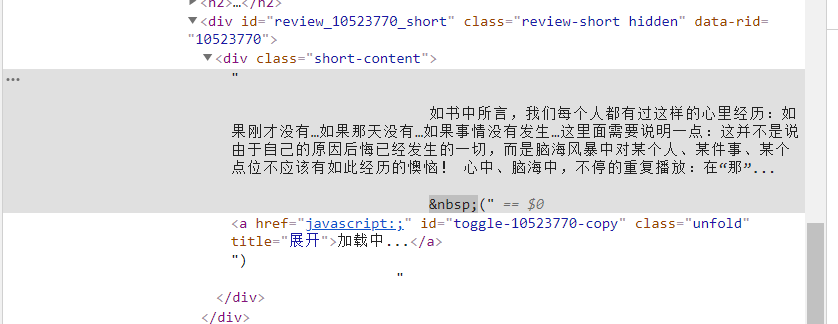 <h2>…</h2>
<div id="review_10523770_short" class="review-short hidden" data-rid=
"10523770">
<div class="short-content">
"
如书中所言，我们每个人都有过这样的心里经历：如
果刚才没有…如果那天没有…如果事情没有发生…这里面需要说明一点：这并不是说
由于自己的原因后悔已经发生的一切，而是脑海风暴中对某个人、某件事、某个
点位不应该有如此经历的懊恼！ 心中、脑海中，不停的重复播放：在“那”...
&nbsp;(" == $0
<a href="javascript:;" id="toggle-10523770-copy" class="unfold"
title="展开">加载中...</a>
")
"
</div>
</div>